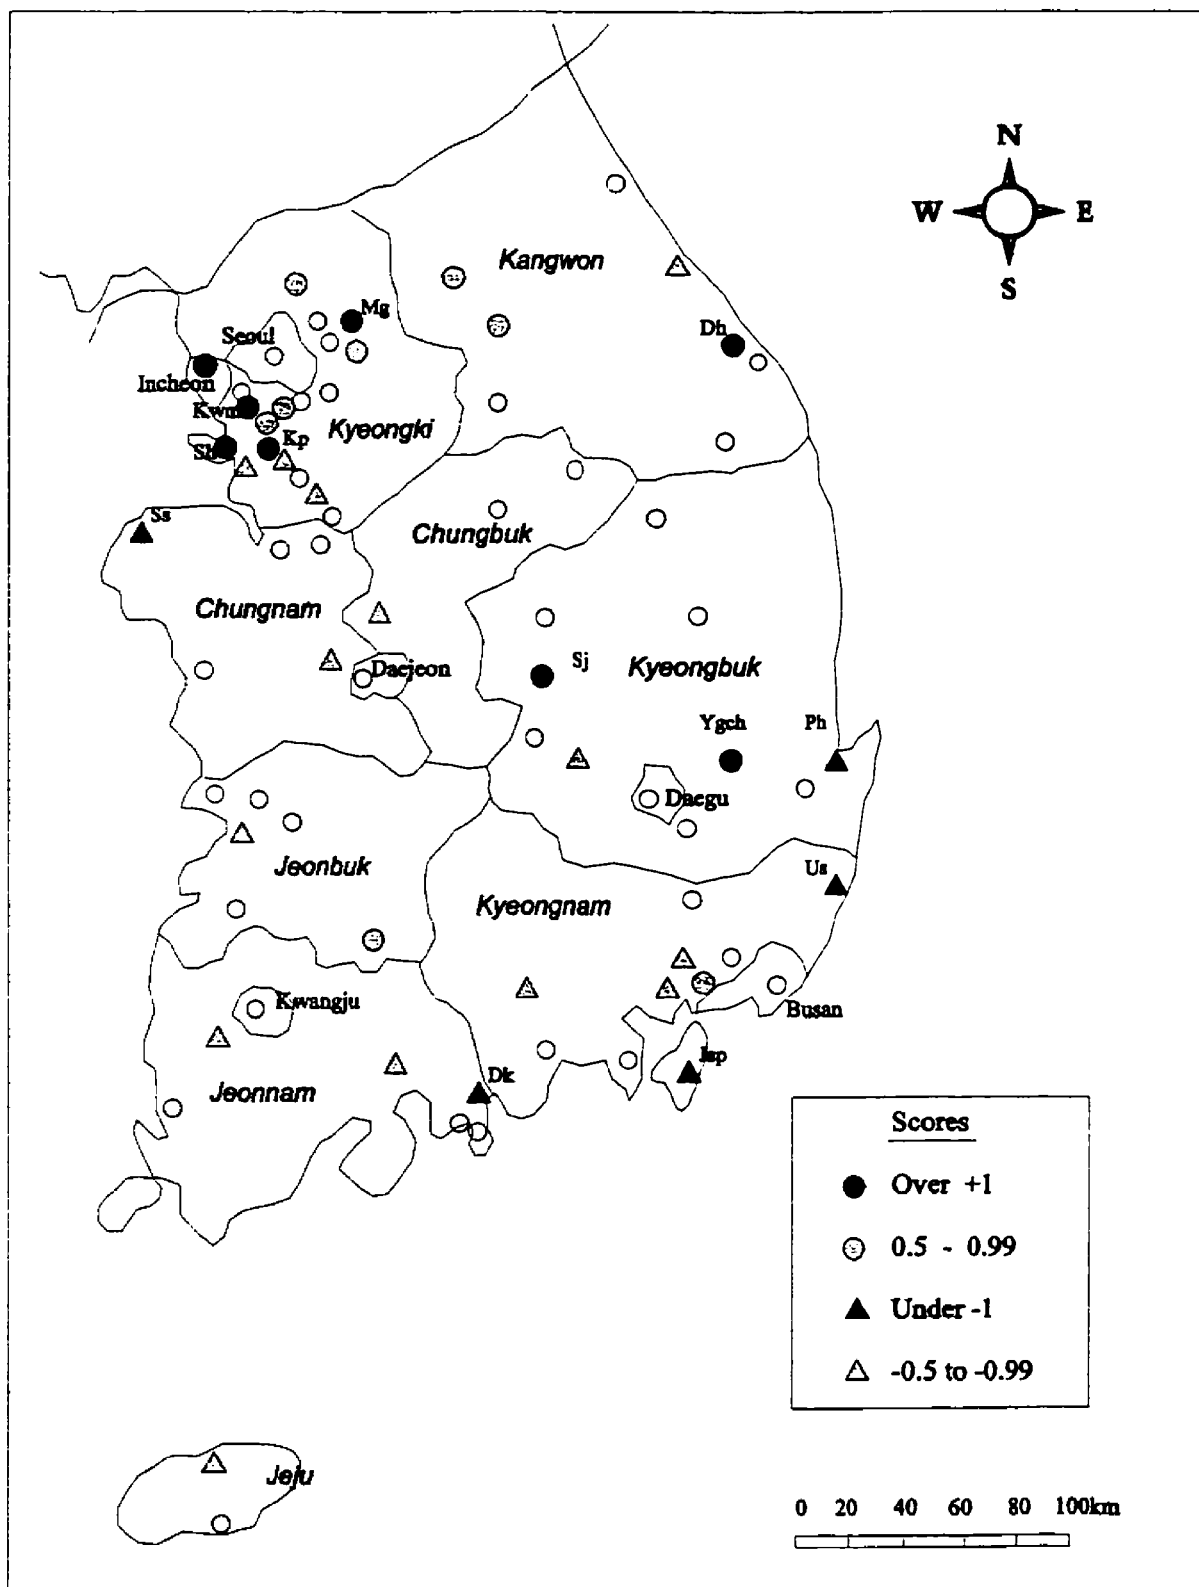 N
W E
S
Kangwon
Mg
Seoul
Dh
Incheon
Kwm
Kyeongki
Sh
Kp
Ss
Chungbuk
Chungnam
Sj
Kyeongbuk
Daejeon
Ygch
Ph
Daegu
Jeonbuk
Us
Kyeongnam
Kwangju
Busan
Jeonnam
Dk
Scores
Over +1
0.5 - 0.99
Under -1
-0.5 to -0.99
Jeju
0 20 40 60 80 100km